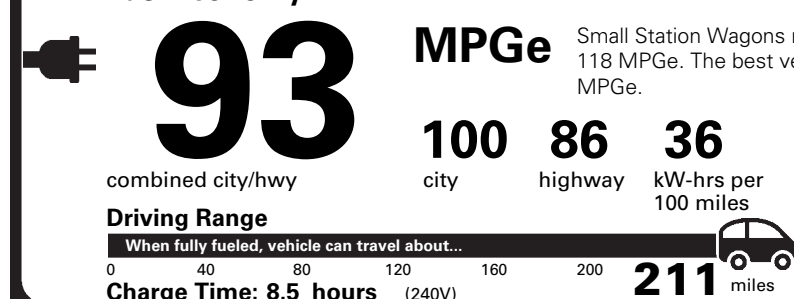 93
MPGe
Small Station Wagons
118 MPGe. The best
MPGe.
100 86 36
combined city/hwy city highway kW-hrs per
100 miles
Driving Range
When fully fueled, vehicle can travel about...
0 40 80 120 160 200 211 miles
Charge Time: 8.5 hours (240V)